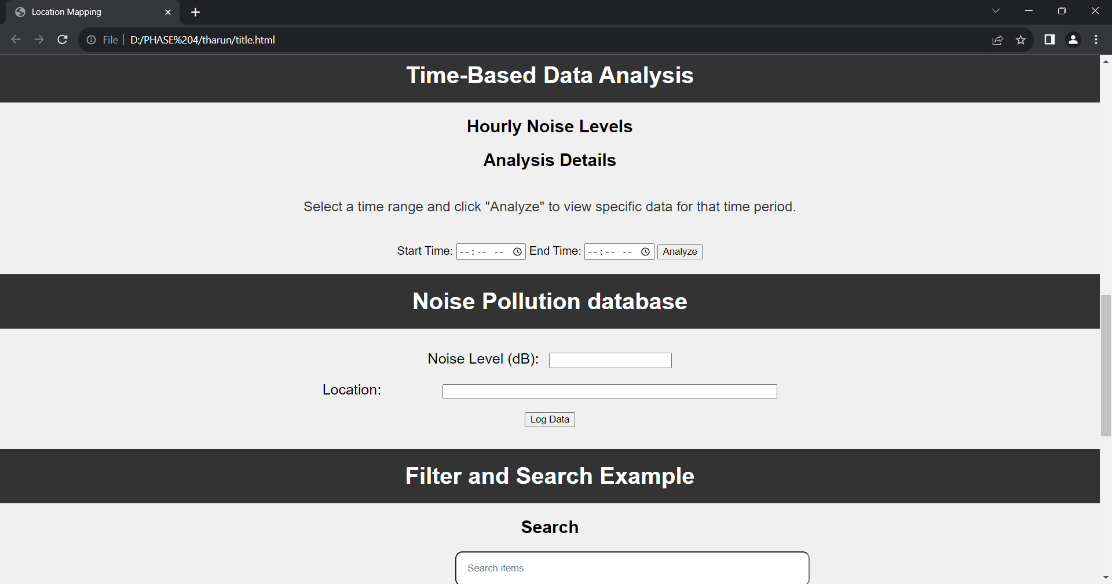 Location Mapping
File | D:/PHASE%204/tharun/title.html
Time-Based Data Analysis
Hourly Noise Levels
Analysis Details
Select a time range and click "Analyze" to view specific data for that time period.
Start Time: --:-- -- End Time: --:-- -- Analyze
Noise Pollution database
Noise Level (dB):
Location:
Log Data
Filter and Search Example
Search
Search items